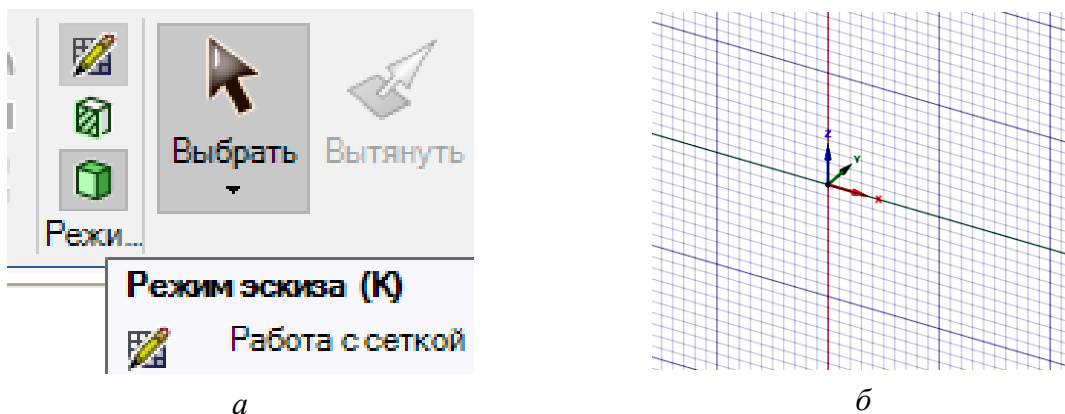 Выбрать
Вытянуть
Режи...
Режим эскиза (К)
Работа с сеткой
Z
Y
X
а
б